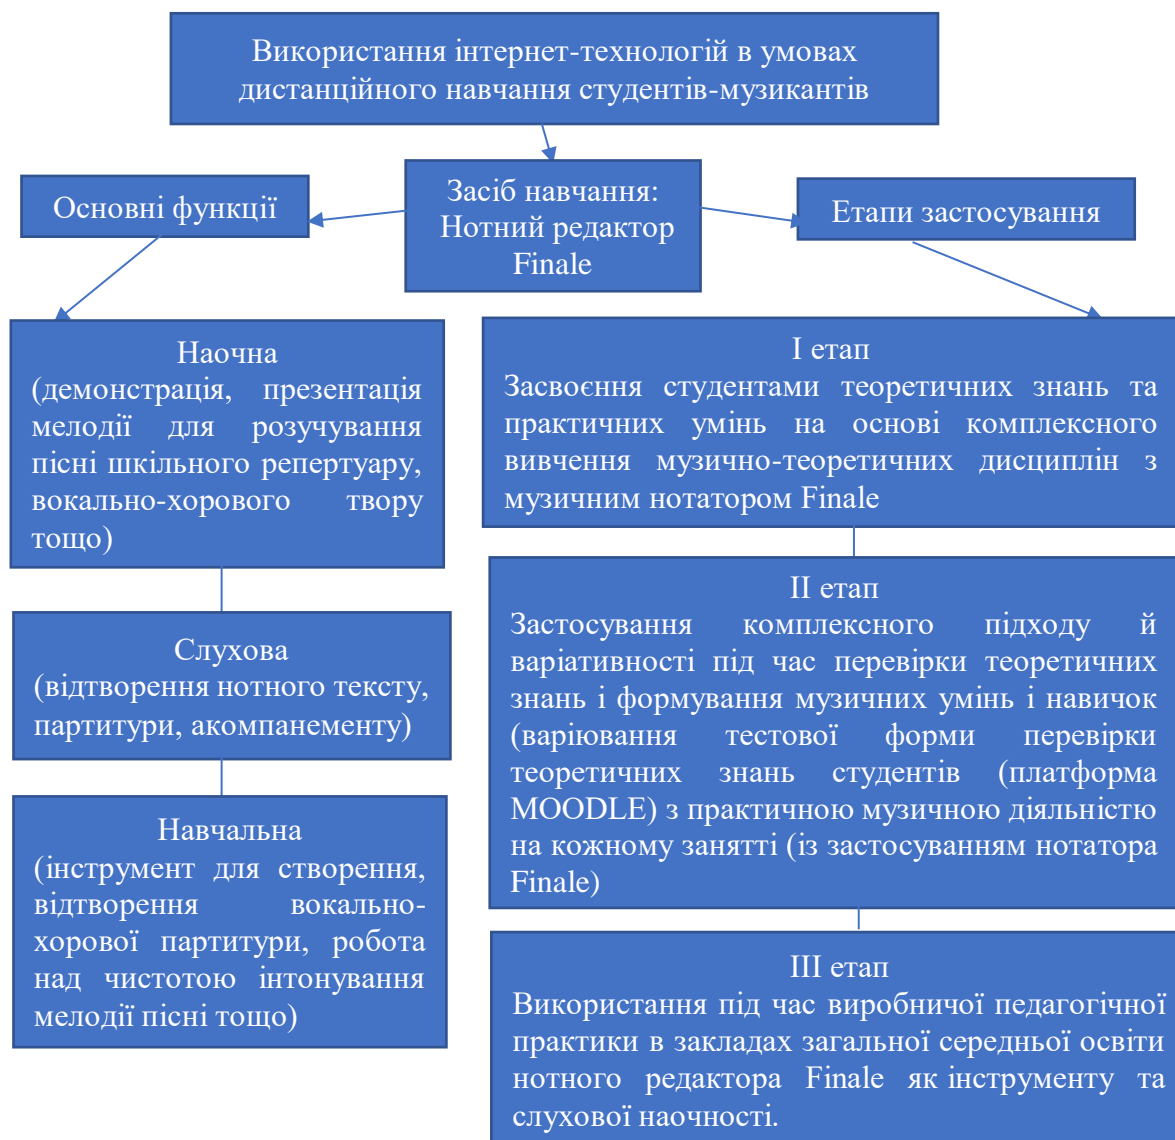 Використання інтернет-технологій в умовах
дистанційного навчання студентів-музикантів
Основні функції
Засіб навчання:
Нотний редактор
Finale
Етапи застосування
Наочна
(демонстрація, презентація
мелодії для розучування
пісні шкільного репертуару,
вокально-хорового твору
тощо)
Слухова
(відтворення нотного тексту,
партитури, акомпанементу)
Навчальна
(інструмент для створення,
відтворення вокально-
хорової партитури, робота
над чистотою інтонування
мелодії пісні тощо)
І етап
Засвоєння студентами теоретичних знань та
практичних умінь на основі комплексного
вивчення музично-теоретичних дисциплін з
музичним нотатором Finale
ІІ етап
Застосування комплексного підходу й
варіативності під час перевірки теоретичних
знань і формування музичних умінь і навичок
(варіювання тестової форми перевірки
теоретичних знань студентів (платформа
MOODLE) з практичною музичною діяльністю
на кожному занятті (із застосуванням нотатора
Finale)
ІІІ етап
Використання під час виробничої педагогічної
практики в закладах загальної середньої освіти
нотного редактора Finale як інструменту та
слухової наочності.